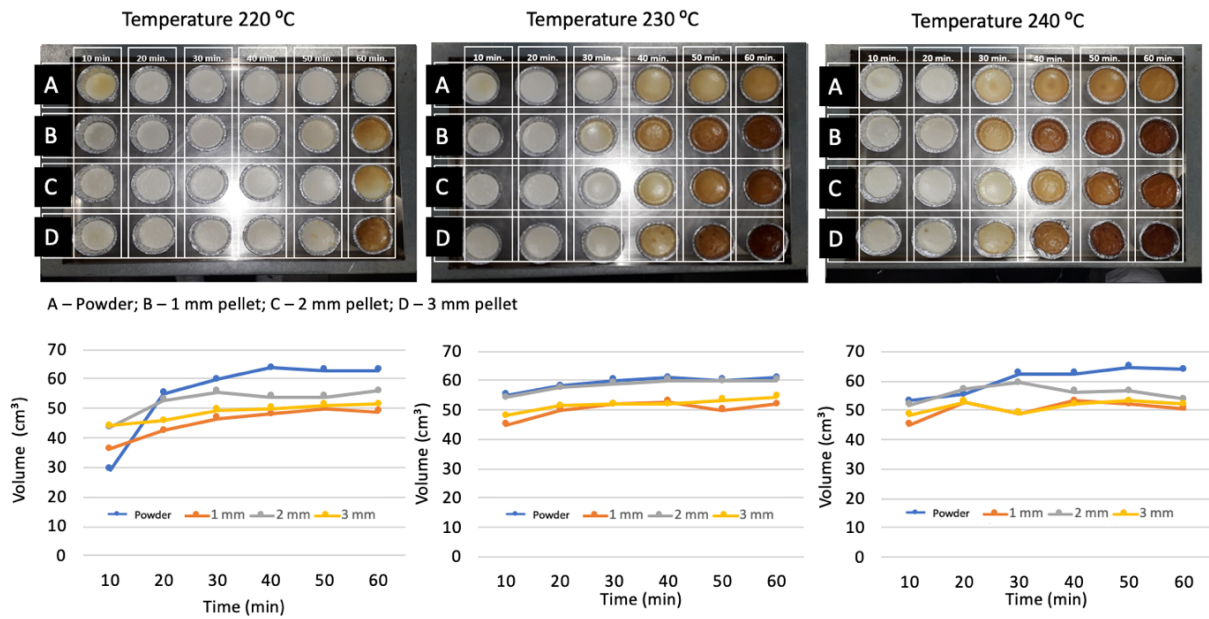 Temperature 220 ⁰C
Temperature 230 ⁰C
Temperature 240 ⁰C
10 min. 20 min. 30 min. 40 min. 50 min. 60 min.
10 min. 20 min. 30 min. 40 min. 50 min. 60 min.
10 min. 20 min. 30 min. 40 min. 50 min. 60 min.
A
B
C
D
A
B
C
D
A
B
C
D
A – Powder; B – 1 mm pellet; C – 2 mm pellet; D – 3 mm pellet
Volume (cm³)
70
60
50
40
30
20
10
0
Powder 1 mm 2 mm 3 mm
10 20 30 40 50 60
Time (min)
Volume (cm³)
70
60
50
40
30
20
10
0
Powder 1 mm 2 mm 3 mm
10 20 30 40 50 60
Time (min)
Volume (cm³)
70
60
50
40
30
20
10
0
Powder 1 mm 2 mm 3 mm
10 20 30 40 50 60
Time (min)